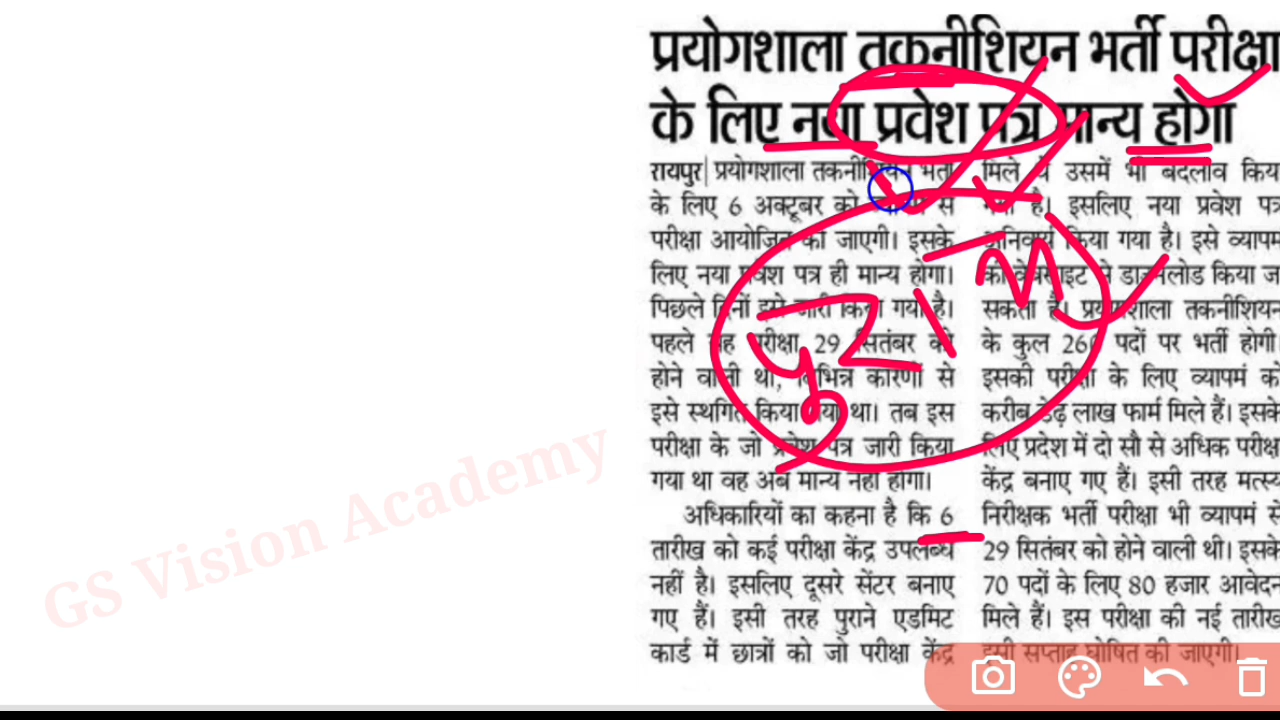 प्रयोगशाला तकनीशियन भर्ती परीक्षा
के लिए नया प्रवेश पत्र मान्य होगा
रायपुर| प्रयोगशाला तकनीशियन भर्ती
के लिए 6 अक्टूबर को से
परीक्षा आयोजित की जाएगी। इसके
लिए नया प्रवेश पत्र ही मान्य होगा।
पिछले दिनों इसे जारी किया गया है।
पहले यह परीक्षा 29 सितंबर को
होने वाली थी, विभिन्न कारणों से
इसे स्थगित किया गया था। तब इस
परीक्षा के जो प्रवेश पत्र जारी किया
गया था वह अब मान्य नहीं होगा।
अधिकारियों का कहना है कि 6
तारीख को कई परीक्षा केंद्र उपलब्ध
नहीं है। इसलिए दूसरे सेंटर बनाए
गए हैं। इसी तरह पुराने एडमिट
कार्ड में छात्रों को जो परीक्षा केंद्र
मिले थे उसमें भी बदलाव किय
गया है। इसलिए नया प्रवेश पत्र
अनिवार्य किया गया है। इसे व्यापम
की वेबसाइट से डाउनलोड किया ज
सकता है। प्रयोगशाला तकनीशियन
के कुल 260 पदों पर भर्ती होगी।
इसकी परीक्षा के लिए व्यापमं को
करीब डेढ़ लाख फार्म मिले हैं। इसके
लिए प्रदेश में दो सौ से अधिक परीक्ष
केंद्र बनाए गए हैं। इसी तरह मत्स्य
निरीक्षक भर्ती परीक्षा भी व्यापमं से
29 सितंबर को होने वाली थी। इसके
70 पदों के लिए 80 हजार आवेदन
मिले हैं। इस परीक्षा की नई तारीख
इसी सप्ताह घोषित की जाएगी।
GS Vision Academy